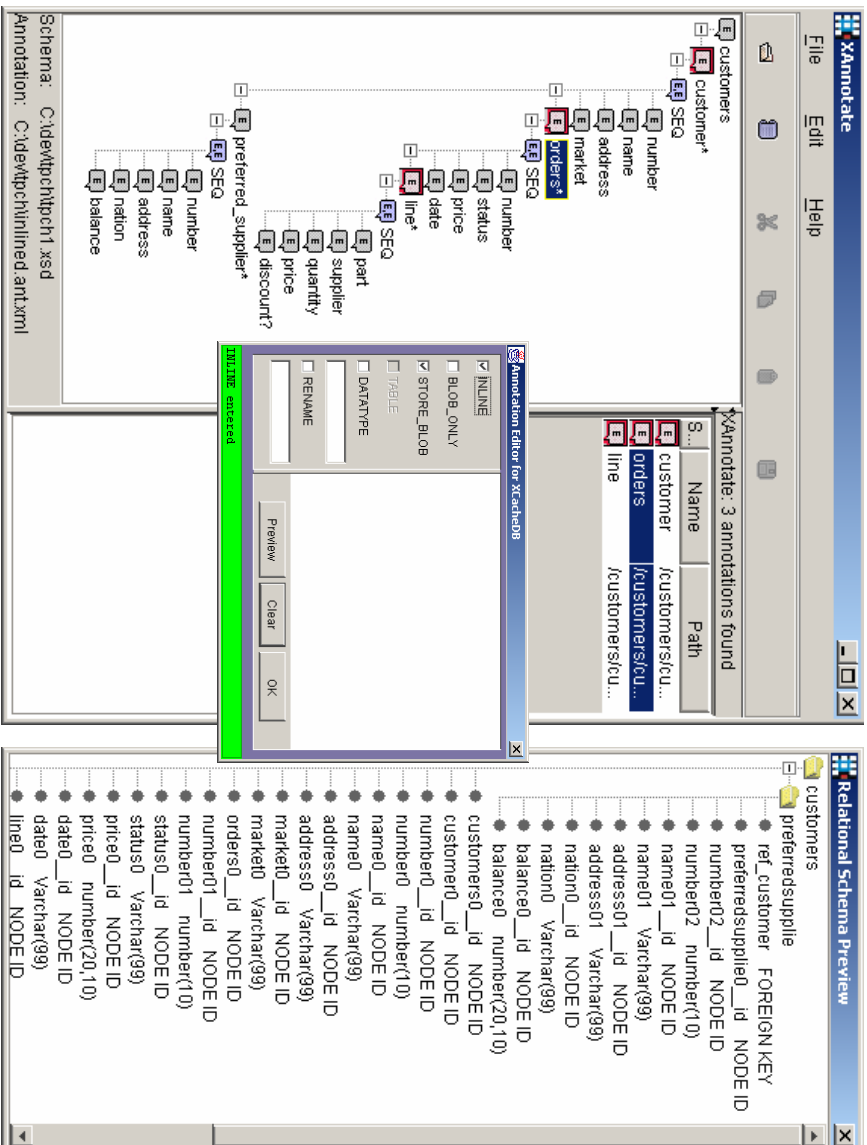 XAnnotate
File Edit Help
customers
customer*
SEQ
number
name
address
market
orders*
SEQ
number
status
price
date
line*
SEQ
part
supplier
quantity
price
discount?
preferred_supplier*
SEQ
number
name
address
nation
balance
Schema: C:\dev\tpch\tpch1.xsd
Annotation: C:\dev\tpch\inlined.ant.xml
XAnnotate: 3 annotations found
S... Name Path
customer /customers/cu...
orders /customers/cu...
line /customers/cu...
Annotation Editor for XCacheDB
INLINE
BLOB_ONLY
STORE_BLOB
TABLE
DATATYPE
RENAME
Preview Clear OK
INLINE entered
Relational Schema Preview
customers
preferredsupplie
ref_customer FOREIGN KEY
preferredsupplie0__id NODE ID
number02__id NODE ID
number02 number(10)
name01__id NODE ID
name01 Varchar(99)
address01__id NODE ID
address01 Varchar(99)
nation0__id NODE ID
nation0 Varchar(99)
balance0__id NODE ID
balance0 number(20,10)
customers0__id NODE ID
customer0__id NODE ID
number0__id NODE ID
number0 number(10)
name0__id NODE ID
name0 Varchar(99)
address0__id NODE ID
address0 Varchar(99)
market0__id NODE ID
market0 Varchar(99)
orders0__id NODE ID
number01__id NODE ID
number01 number(10)
status0__id NODE ID
status0 Varchar(99)
price0__id NODE ID
price0 number(20,10)
date0__id NODE ID
date0 Varchar(99)
line0__id NODE ID